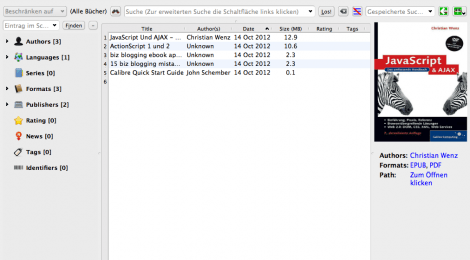 Beschränken auf... (Alle Bücher) Suche (Zur erweiterten Suche die Schaltfläche links klicken) Los! Gespeicherte Suc...
Eintrag im Sc... Finden
Authors [3]
Languages [1]
Series [0]
Formats [3]
Publishers [2]
Rating [0]
News [0]
Tags [0]
Identifiers [0]
Title Author(s) Date Size (MB) Rating Tags
1 JavaScript Und AJAX – ... Christian Wenz 14 Oct 2012 12.9
2 ActionScript 1 und 2 Unknown 14 Oct 2012 10.6
3 biz blogging ebook ap... Unknown 14 Oct 2012 2.3
4 15 biz blogging mista... Unknown 14 Oct 2012 2.3
5 Calibre Quick Start Guide John Schember 14 Oct 2012 0.1
6
Christian Wenz
JavaScript
& AJAX
Authors: Christian Wenz
Formats: EPUB, PDF
Path: Zum Öffnen
klicken